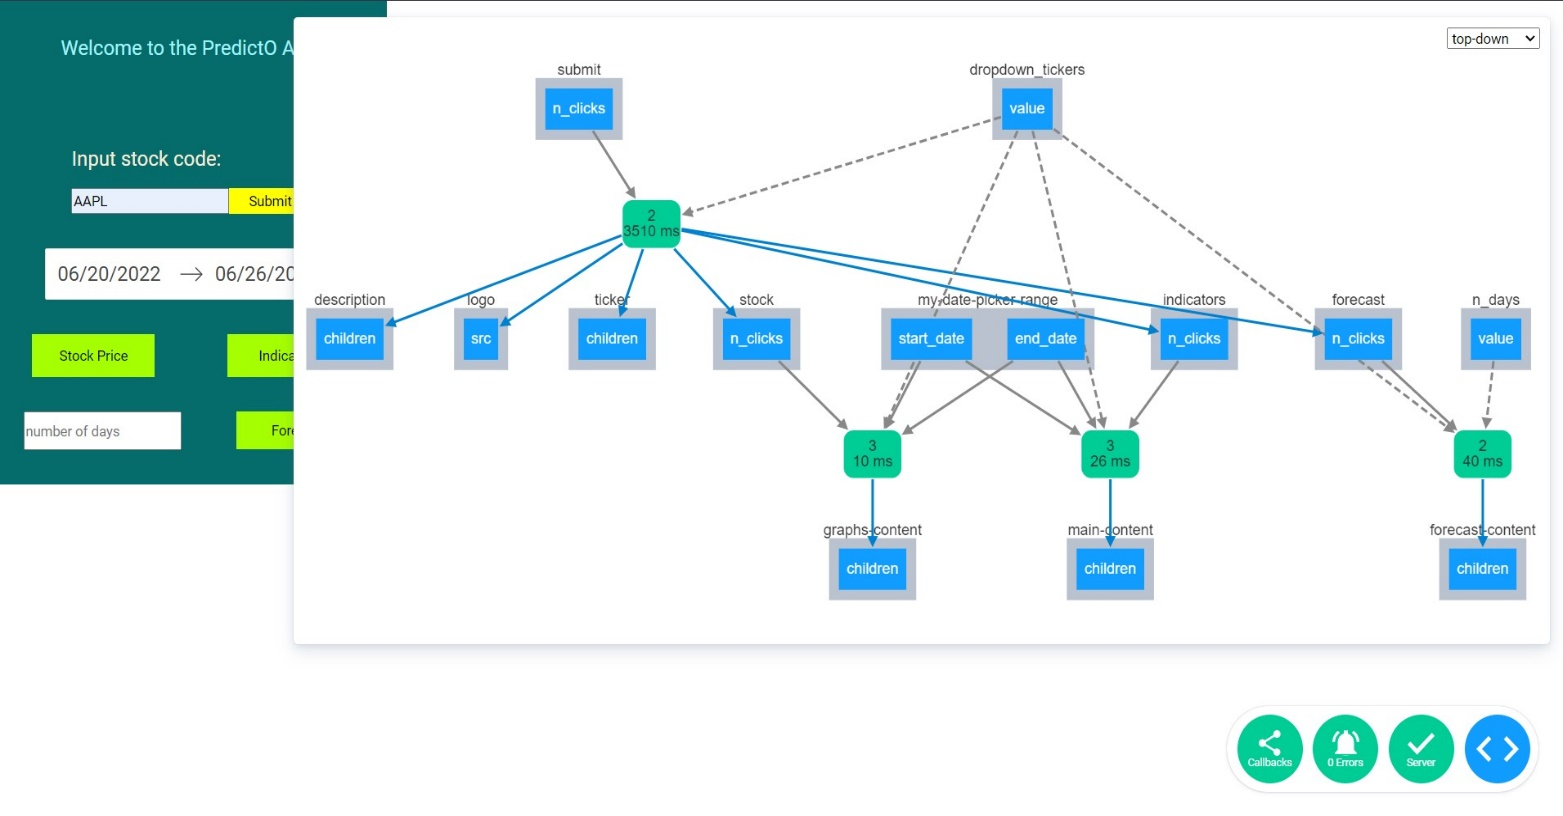 Welcome to the PredictO A
Input stock code:
AAPL
Submit
06/20/2022 → 06/26/20
Stock Price
Indica
number of days
Fore
top-down
submit
n_clicks
dropdown_tickers
value
2
3510 ms
description
children
logo
src
ticker
children
stock
n_clicks
my-date-picker-range
start_date
end_date
indicators
n_clicks
forecast
n_clicks
n_days
value
3
10 ms
3
26 ms
2
40 ms
graphs-content
children
main-content
children
forecast-content
children
Callbacks
0 Errors
Server